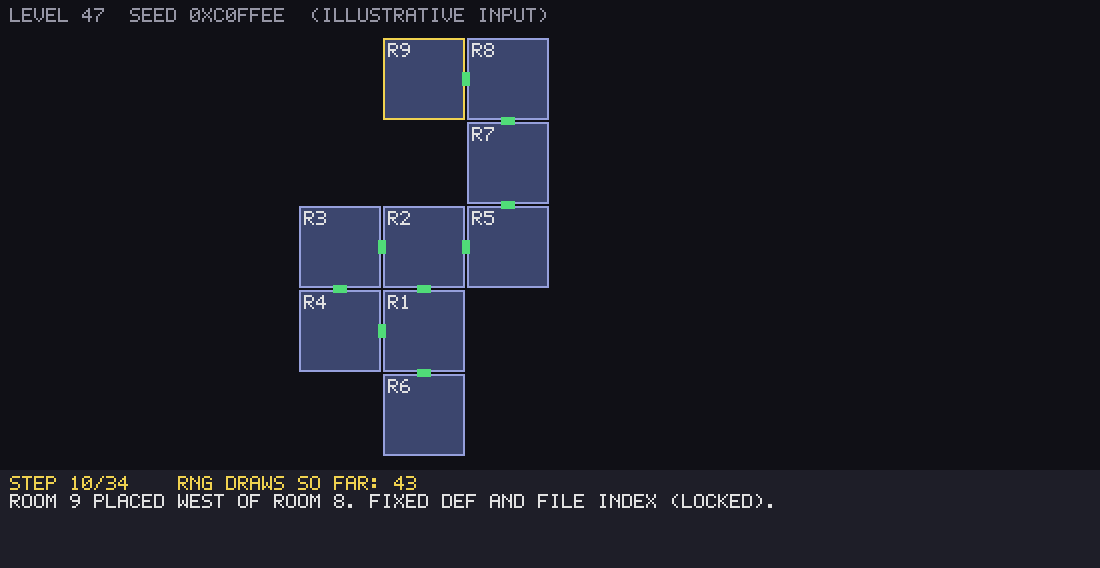 LEVEL 47  SEED 0XC0FFEE  (ILLUSTRATIVE INPUT)
R9 R8
R7
R3 R2 R5
R4 R1
R6
STEP 10/34    RNG DRAWS SO FAR: 43
ROOM 9 PLACED WEST OF ROOM 8. FIXED DEF AND FILE INDEX (LOCKED).